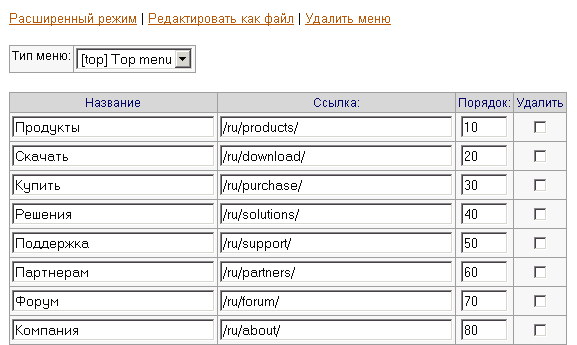 Расширенный режим | Редактировать как файл | Удалить меню
Тип меню: [top] Top menu
Название Ссылка: Порядок: Удалить
Продукты /ru/products/ 10
Скачать /ru/download/ 20
Купить /ru/purchase/ 30
Решения /ru/solutions/ 40
Поддержка /ru/support/ 50
Партнерам /ru/partners/ 60
Форум /ru/forum/ 70
Компания /ru/about/ 80